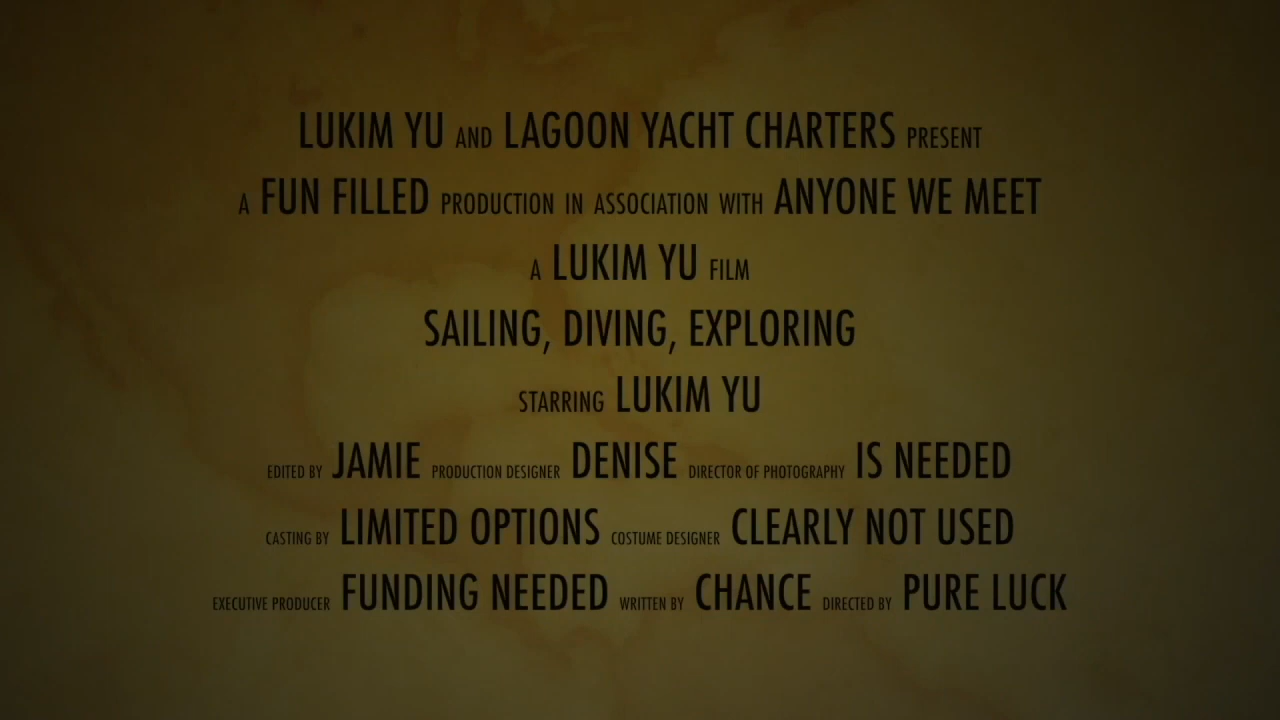 LUKIM YU AND LAGOON YACHT CHARTERS PRESENT
A FUN FILLED PRODUCTION IN ASSOCIATION WITH ANYONE WE MEET
A LUKIM YU FILM
SAILING, DIVING, EXPLORING
STARRING LUKIM YU
EDITED BY JAMIE PRODUCTION DESIGNER DENISE DIRECTOR OF PHOTOGRAPHY IS NEEDED
CASTING BY LIMITED OPTIONS COSTUME DESIGNER CLEARLY NOT USED
EXECUTIVE PRODUCER FUNDING NEEDED WRITTEN BY CHANCE DIRECTED BY PURE LUCK